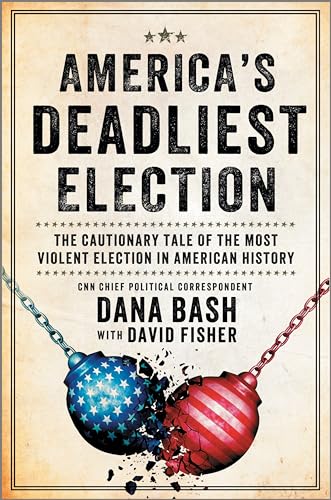 AMERICA'S
DEADLIEST
ELECTION
THE CAUTIONARY TALE OF THE MOST
VIOLENT ELECTION IN AMERICAN HISTORY
CNN CHIEF POLITICAL CORRESPONDENT
DANA BASH
WITH DAVID FISHER